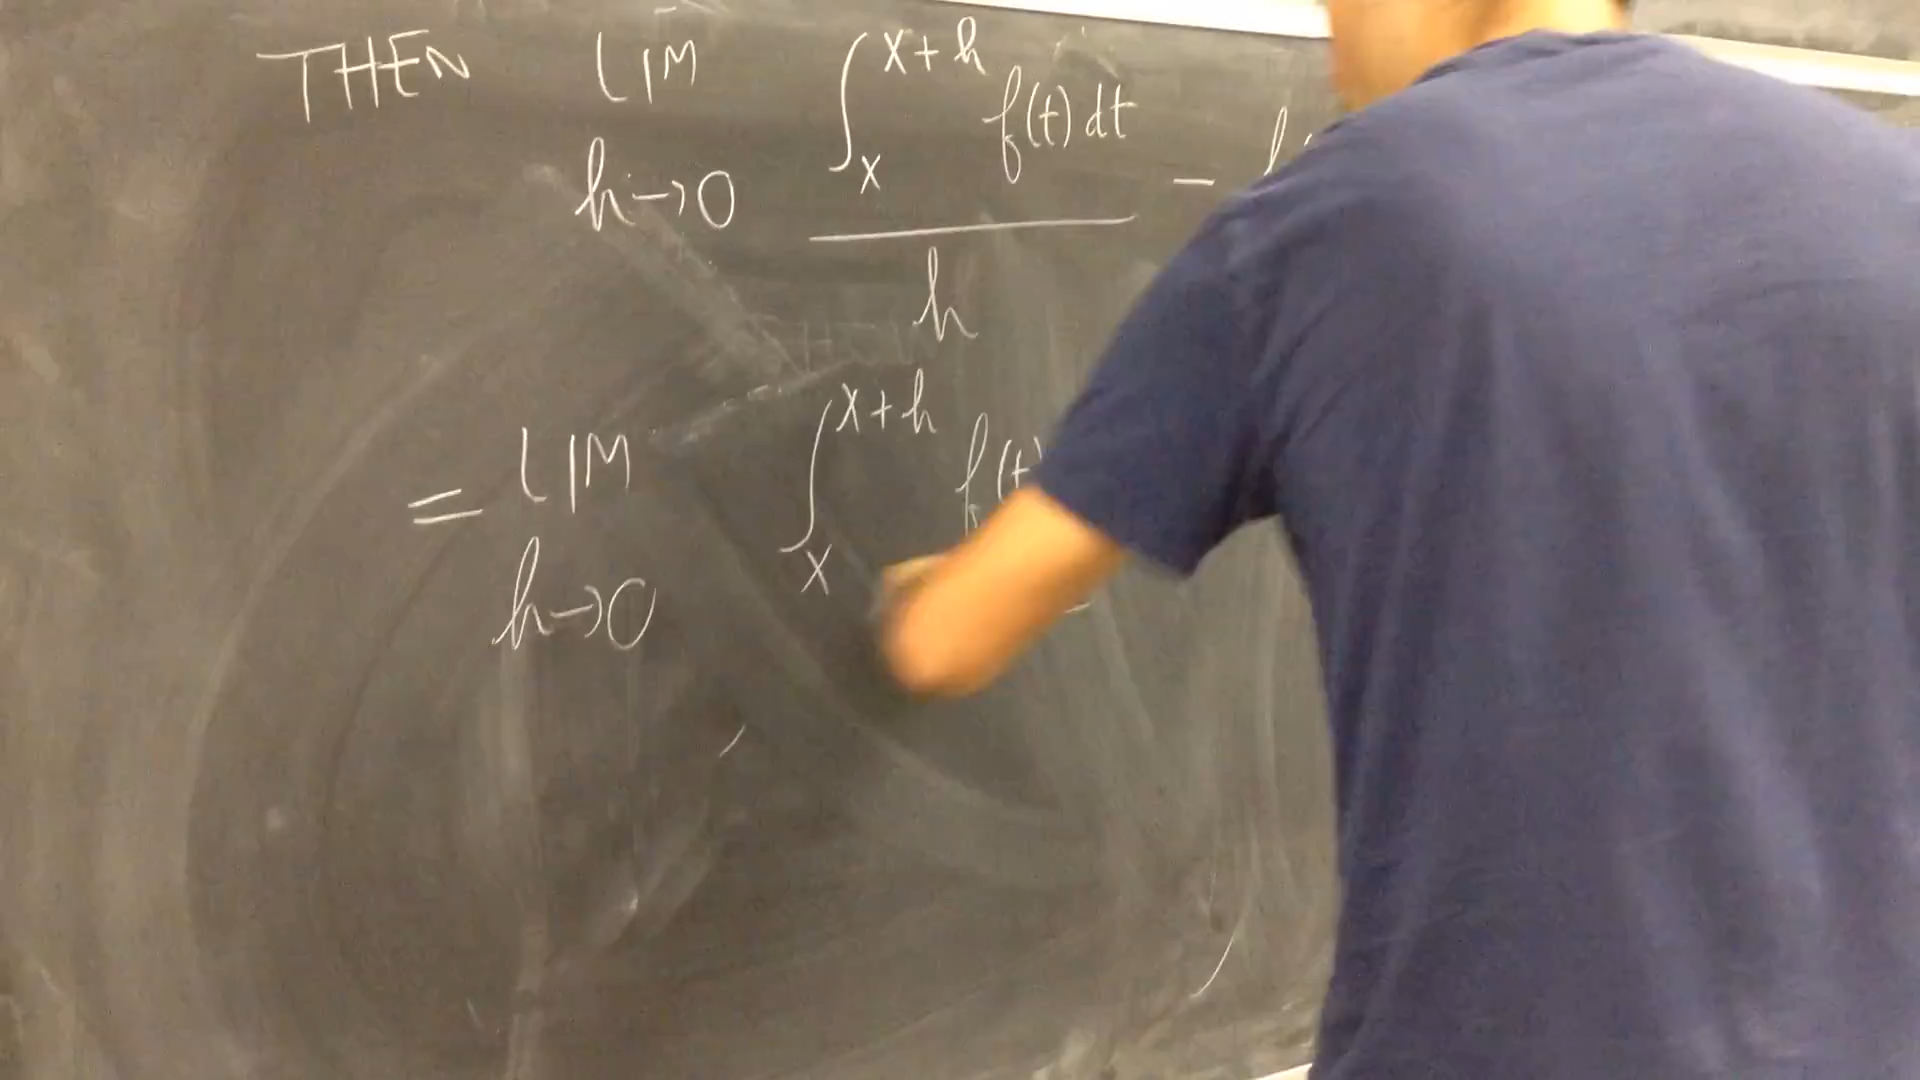 THEN LIM h→0 ∫_x^{x+h} f(t) dt / h −
= LIM h→0 ∫_x^{x+h} f(t)